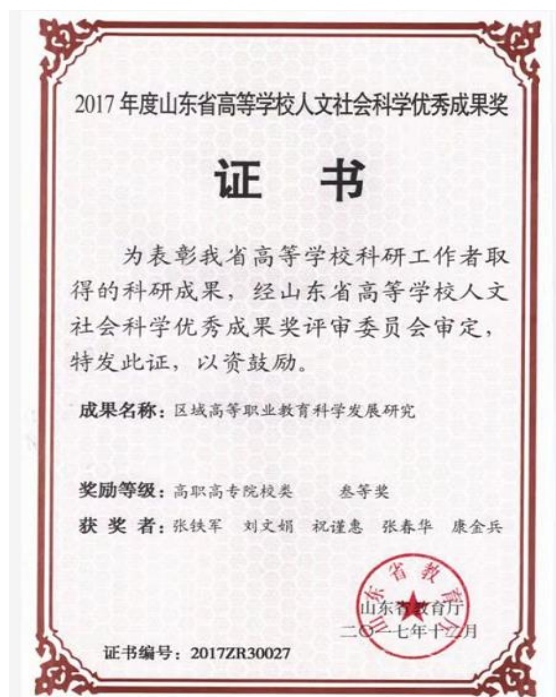 2017年度山东省高等学校人文社会科学优秀成果奖
证 书
为表彰我省高等学校科研工作者取
得的科研成果，经山东省高等学校人文
社会科学优秀成果奖评审委员会审定，
特发此证，以资鼓励。
成果名称：区域高等职业教育科学发展研究
奖励等级：高职高专院校类 叁等奖
获 奖 者：张铁军 刘文娟 祝谨惠 张春华 康金兵
山东省教育厅
山东省教育厅
二〇一七年十二月
证书编号：2017ZR30027